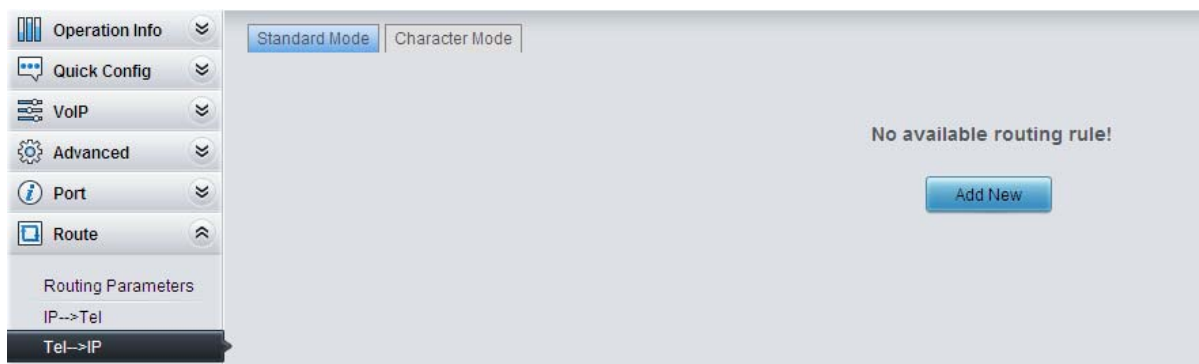 Operation Info
Quick Config
VoIP
Advanced
Port
Route
Routing Parameters
IP-->Tel
Tel-->IP
Standard Mode
Character Mode
No available routing rule!
Add New